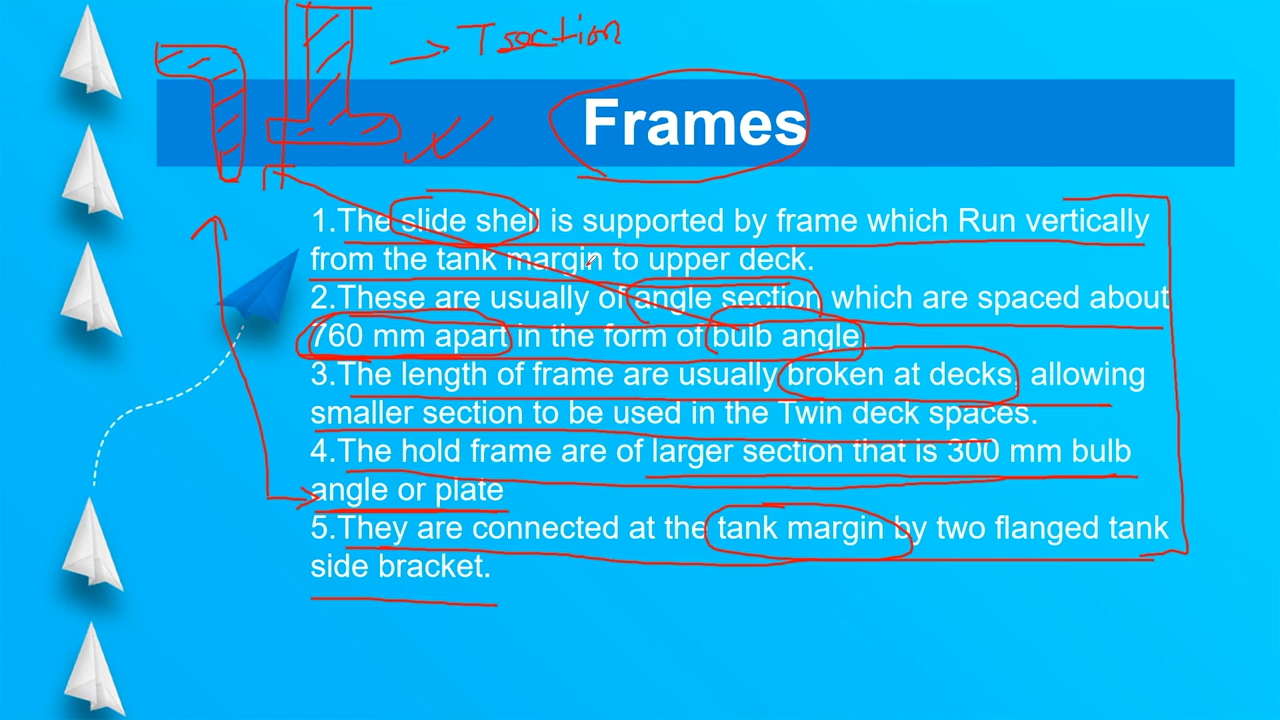 T section
Frames
1.The slide shell is supported by frame which Run vertically
from the tank margin to upper deck.
2.These are usually of angle section which are spaced about
760 mm apart in the form of bulb angle.
3.The length of frame are usually broken at decks, allowing
smaller section to be used in the Twin deck spaces.
4.The hold frame are of larger section that is 300 mm bulb
angle or plate
5.They are connected at the tank margin by two flanged tank
side bracket.